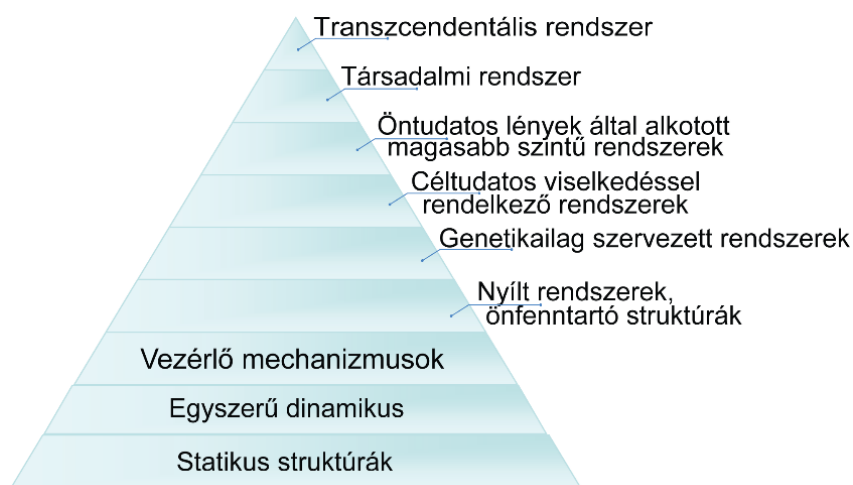 Transzcendentális rendszer
Társadalmi rendszer
Öntudatos lények által alkotott
magasabb szintű rendszerek
Céltudatos viselkedéssel
rendelkező rendszerek
Genetikailag szervezett rendszerek
Nyílt rendszerek,
önfenntartó struktúrák
Vezérlő mechanizmusok
Egyszerű dinamikus
Statikus struktúrák